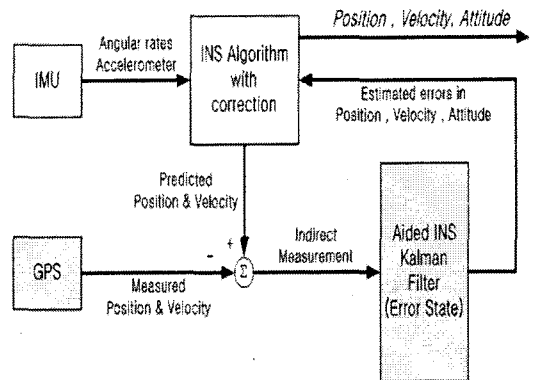 Position , Velocity, Attitude
Angular rates
Accelerometer
IMU
INS Algorithm
with
correction
Estimated errors in
Position , Velocity , Attitude
Predicted
Position & Velocity
+
-
Σ
Indirect
Measurement
GPS
Measured
Position & Velocity
Aided INS
Kalman
Filter
(Error State)